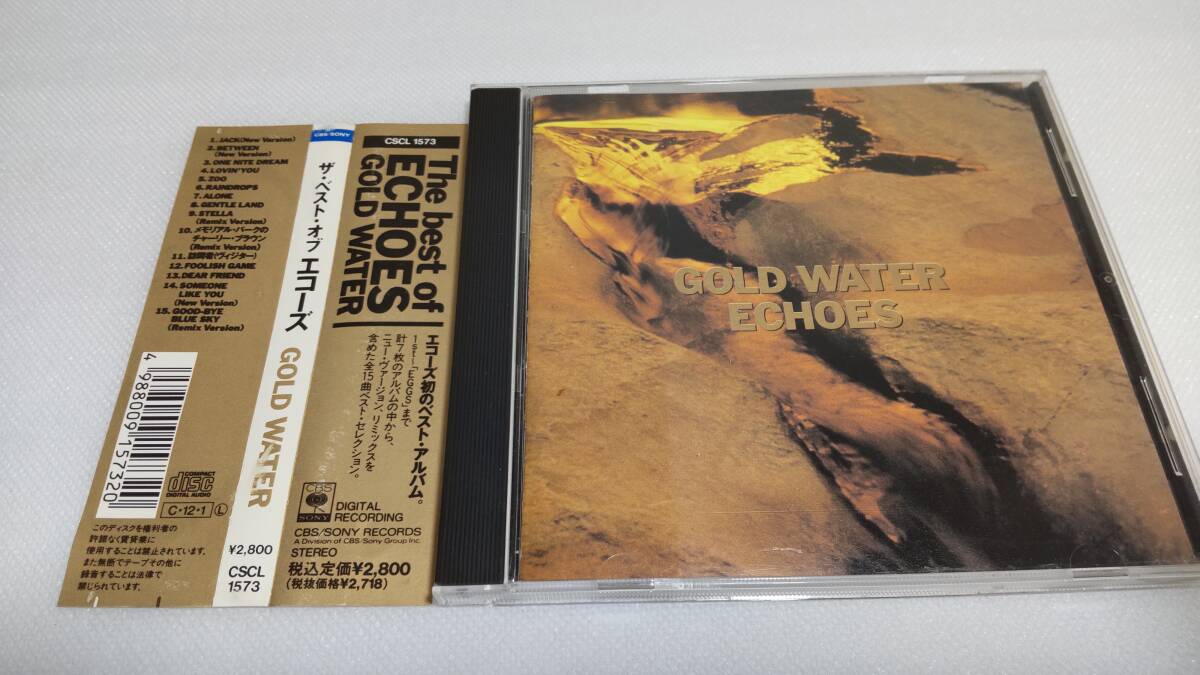 1. JACK(New Version)
2. BETWEEN
(New Version)
3. ONE NITE DREAM
4. LOVIN' YOU
5. ZOO
6. RAINDROPS
7. ALONE
8. GENTLE LAND
9. STELLA
(Remix Version)
10. メモリアル・パークの
チャーリー・ブラウン
(Remix Version)
11. 訪問者(ヴィジター)
12. FOOLISH GAME
13. DEAR FRIEND
14. SOMEONE
LIKE YOU
(New Version)
15. GOOD-BYE
BLUE SKY
(Remix Version)
4 988009 157320
COMPACT
disc
DIGITAL AUDIO
C・12・1 Ⓛ
このディスクを権利者の
許諾なく賃貸業に
使用することは禁止されています。
また無断でテープその他に
録音することは法律で
禁じられています。
CBS/SONY
ザ・ベスト・オブ エコーズ GOLD WATER
¥2,800
CSCL
1573
CSCL 1573
The best of
ECHOES
GOLD WATER
エコーズ初のベスト・アルバム。
1st～「EGGS」まで
計7枚のアルバムの中から、
ニュー・ヴァージョン、リミックスを
含めた全15曲ベスト・セレクション。
CBS
SONY
DIGITAL
RECORDING
CBS/SONY RECORDS
A Division of CBS/Sony Group Inc.
STEREO
税込定価¥2,800
(税抜価格¥2,718)
GOLD WATER
ECHOES